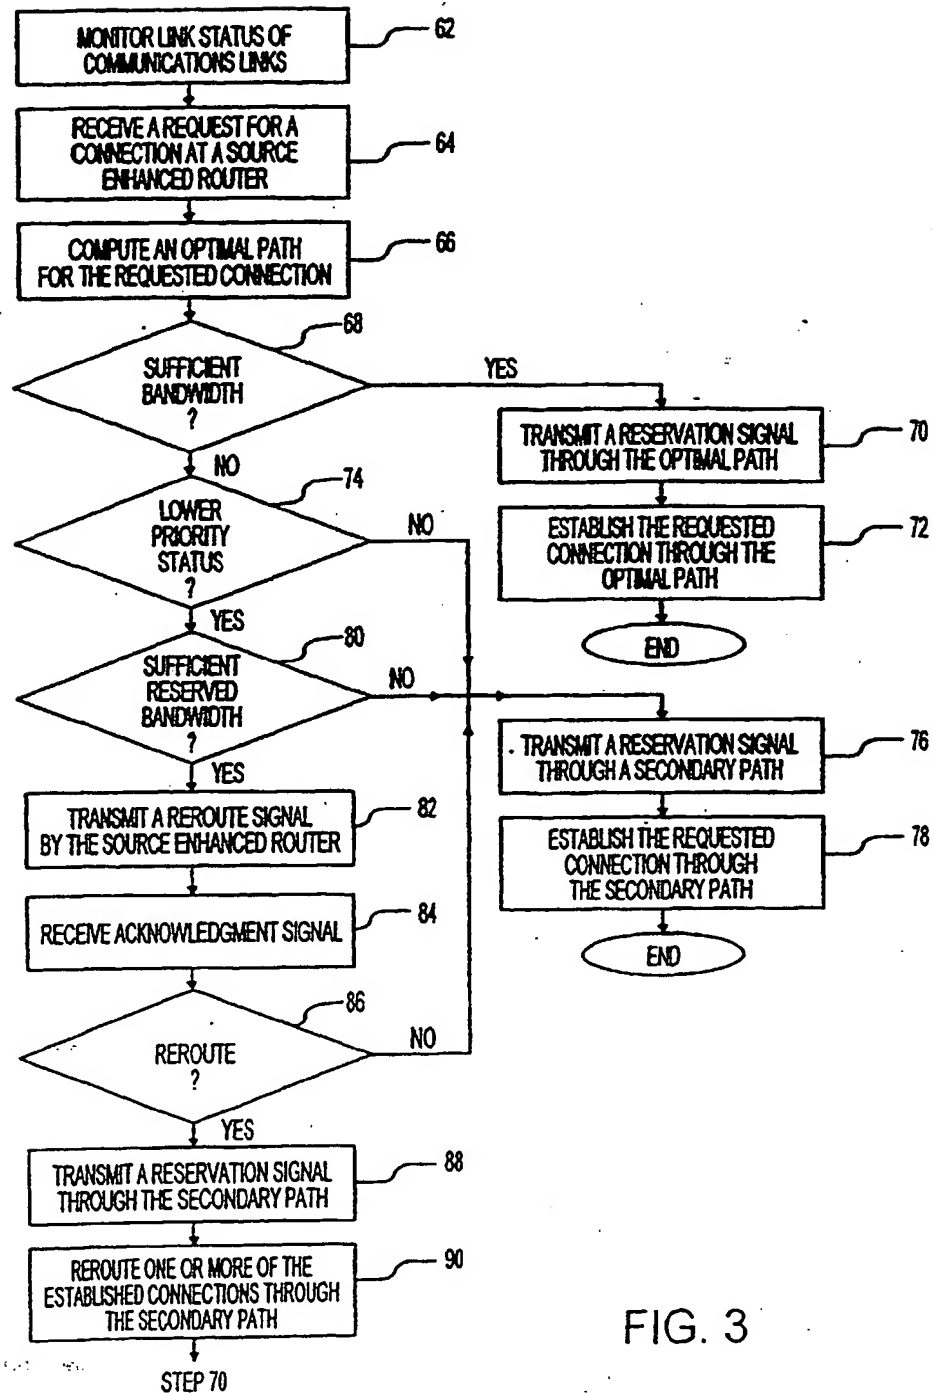 MONITOR LINK STATUS OF
COMMUNICATIONS LINKS
62
RECEIVE A REQUEST FOR A
CONNECTION AT A SOURCE
ENHANCED ROUTER
64
COMPUTE AN OPTIMAL PATH
FOR THE REQUESTED CONNECTION
66
68
SUFFICIENT
BANDWIDTH
?
YES
NO
TRANSMIT A RESERVATION SIGNAL
THROUGH THE OPTIMAL PATH
70
ESTABLISH THE REQUESTED
CONNECTION THROUGH THE
OPTIMAL PATH
72
END
74
LOWER
PRIORITY
STATUS
?
NO
YES
80
SUFFICIENT
RESERVED
BANDWIDTH
?
NO
YES
TRANSMIT A RESERVATION SIGNAL
THROUGH A SECONDARY PATH
76
ESTABLISH THE REQUESTED
CONNECTION THROUGH
THE SECONDARY PATH
78
END
TRANSMIT A REROUTE SIGNAL
BY THE SOURCE ENHANCED ROUTER
82
RECEIVE ACKNOWLEDGMENT SIGNAL
84
86
REROUTE
?
NO
YES
TRANSMIT A RESERVATION SIGNAL
THROUGH THE SECONDARY PATH
88
REROUTE ONE OR MORE OF THE
ESTABLISHED CONNECTIONS THROUGH
THE SECONDARY PATH
90
STEP 70
FIG. 3